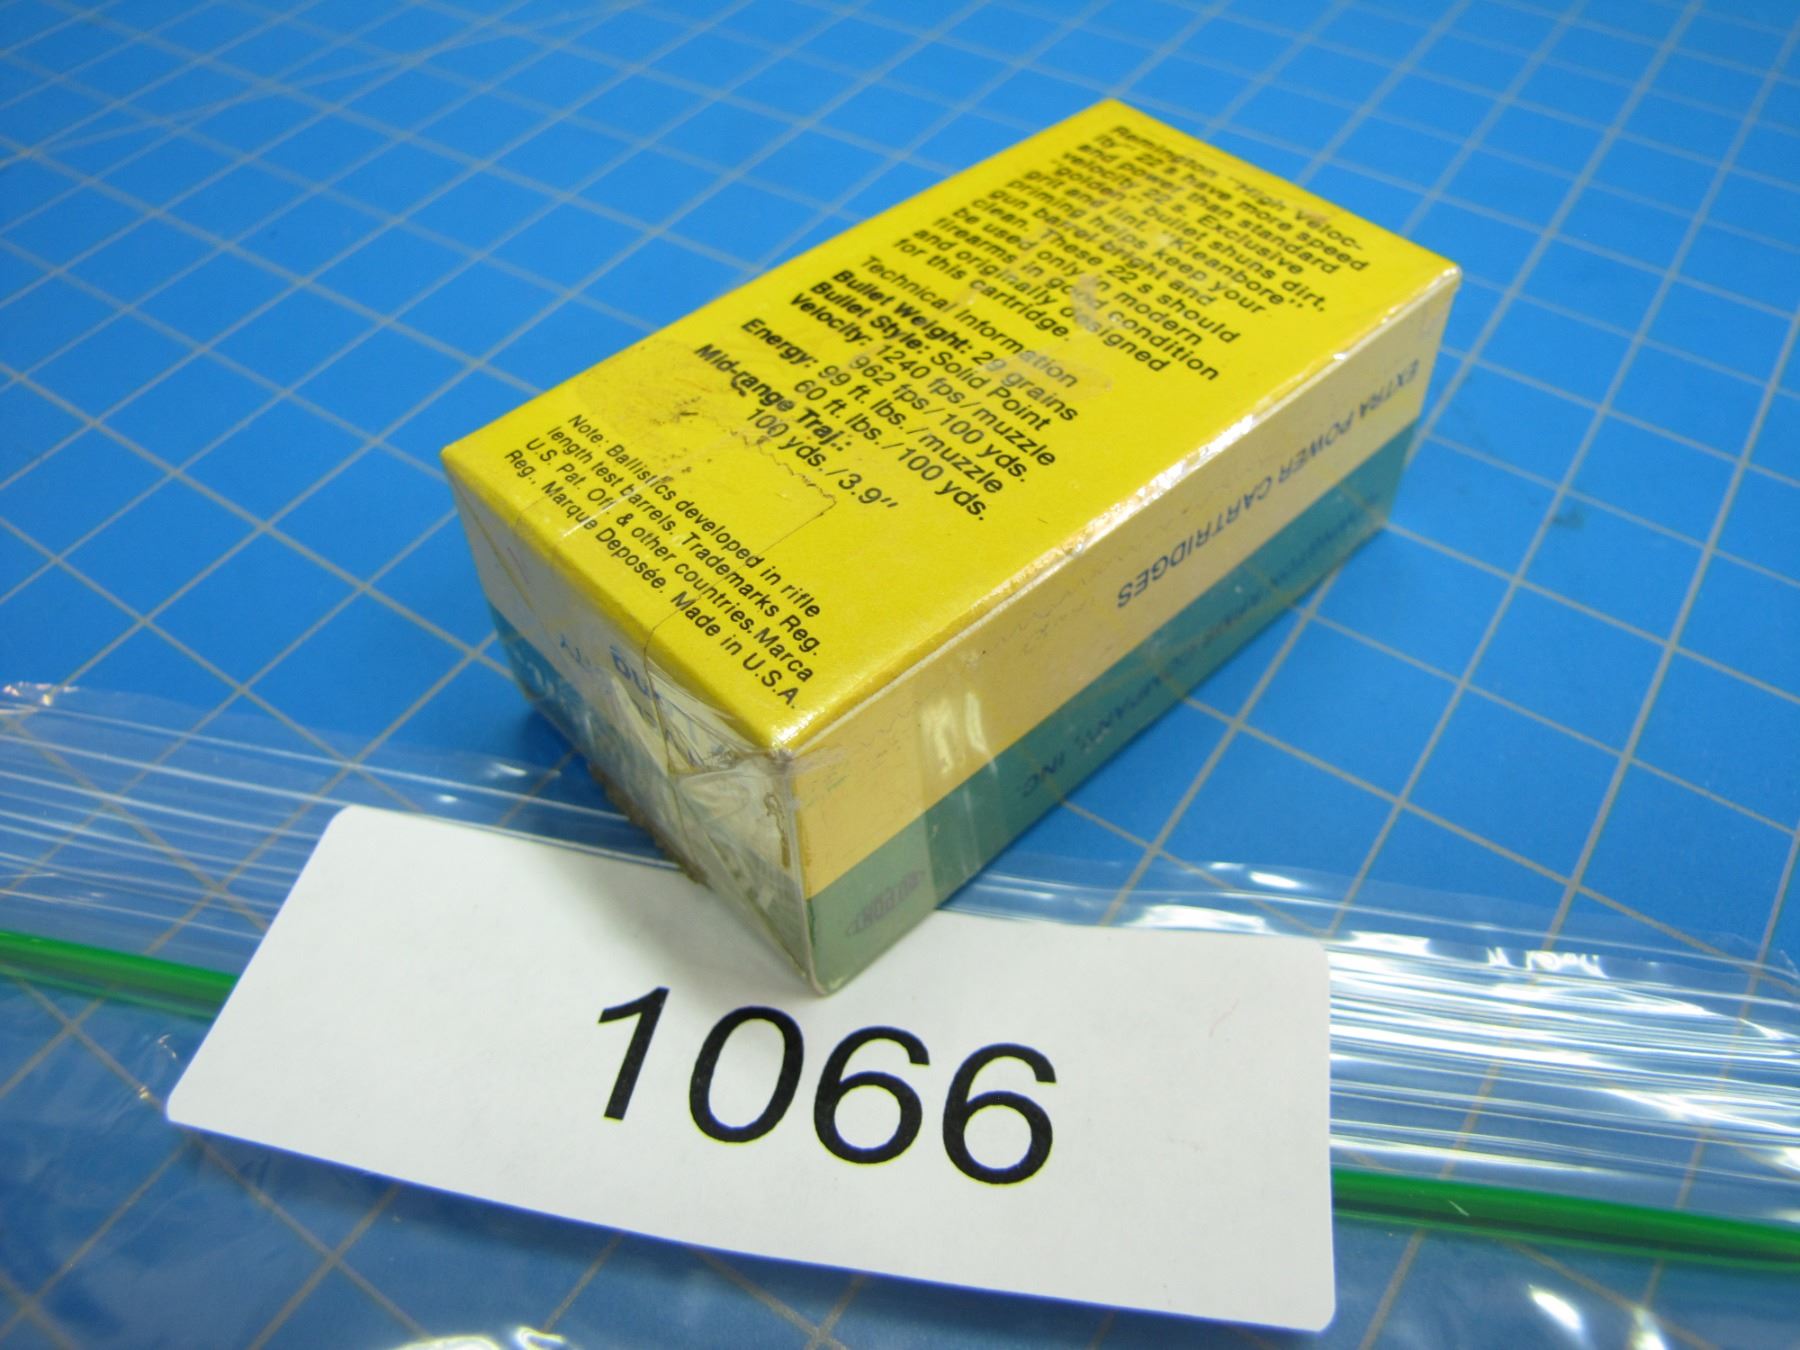 Remington "High Veloc-
ity" 22's have more speed
and power than standard
velocity 22's. Exclusive
"golden" bullet shuns dirt,
grit and lint. "Kleanbore"
priming helps keep your
gun barrel bright and
clean. These 22's should
be used only in modern
firearms in good condition
and originally designed
for this cartridge.
Technical Information
Bullet Weight: 29 grains
Bullet Style: Solid Point
Velocity: 1240 fps/muzzle
962 fps/100 yds.
Energy: 99 ft. lbs./muzzle
60 ft. lbs./100 yds.
Mid-range Traj.:
100 yds./3.9"
Note: Ballistics developed in rifle
length test barrels. Trademarks Reg.
U.S. Pat. Off. & other countries. Marca
Reg., Marque Deposée. Made in U.S.A.
EXTRA POWER CARTRIDGES
INC
DU PONT
1066